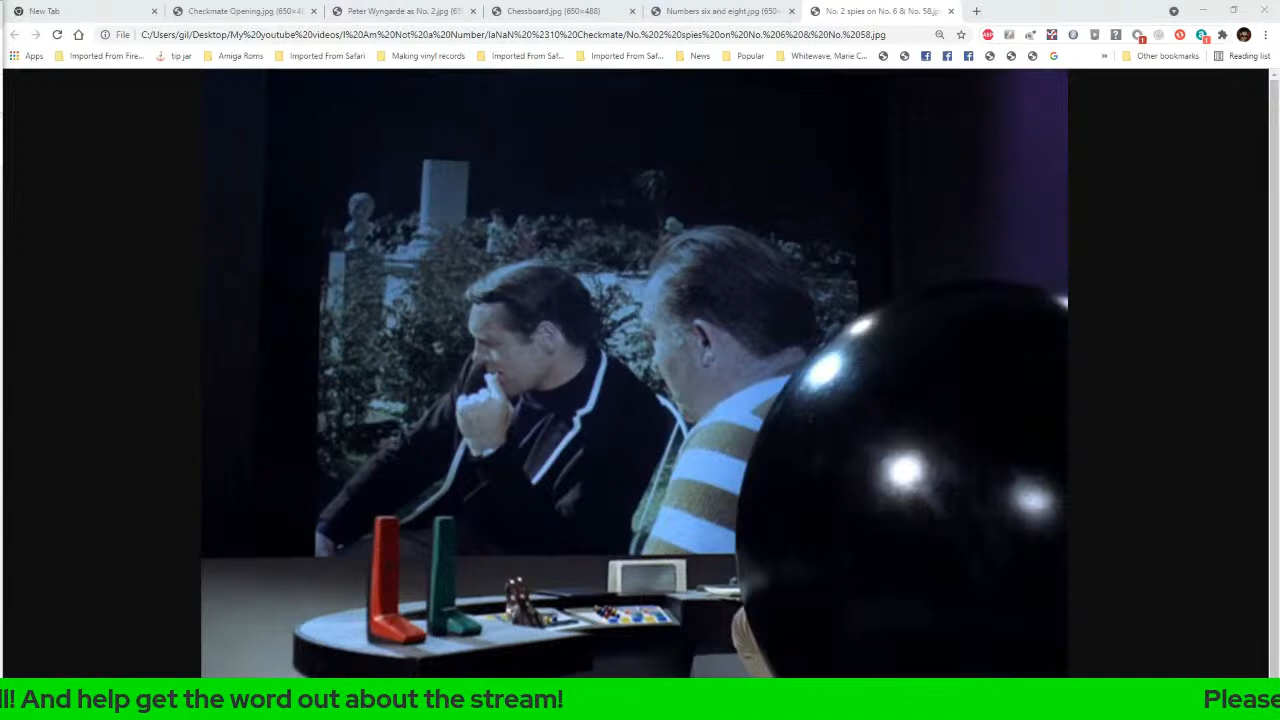 New Tab
Checkmate Opening.jpg (650×4
Peter Wyngarde as No. 2.jpg (65
Chessboard.jpg (650×488)
Numbers six and eight.jpg (650
No. 2 spies on No. 6 & No. 58.jp
File C:/Users/gil/Desktop/My%20youtube%20videos/I%20Am%20Not%20a%20Number/IaNaN%20%2310%20Checkmate/No.%202%20spies%20on%20No.%206%20&%20No.%2058.jpg
Apps Imported From Fire... tip jar Amiga Roms Imported From Safari Making vinyl records Imported From Saf... Imported From Saf... News Popular Whitewave, Marie C... » Other bookmarks Reading list
ll! And help get the word out about the stream! Please